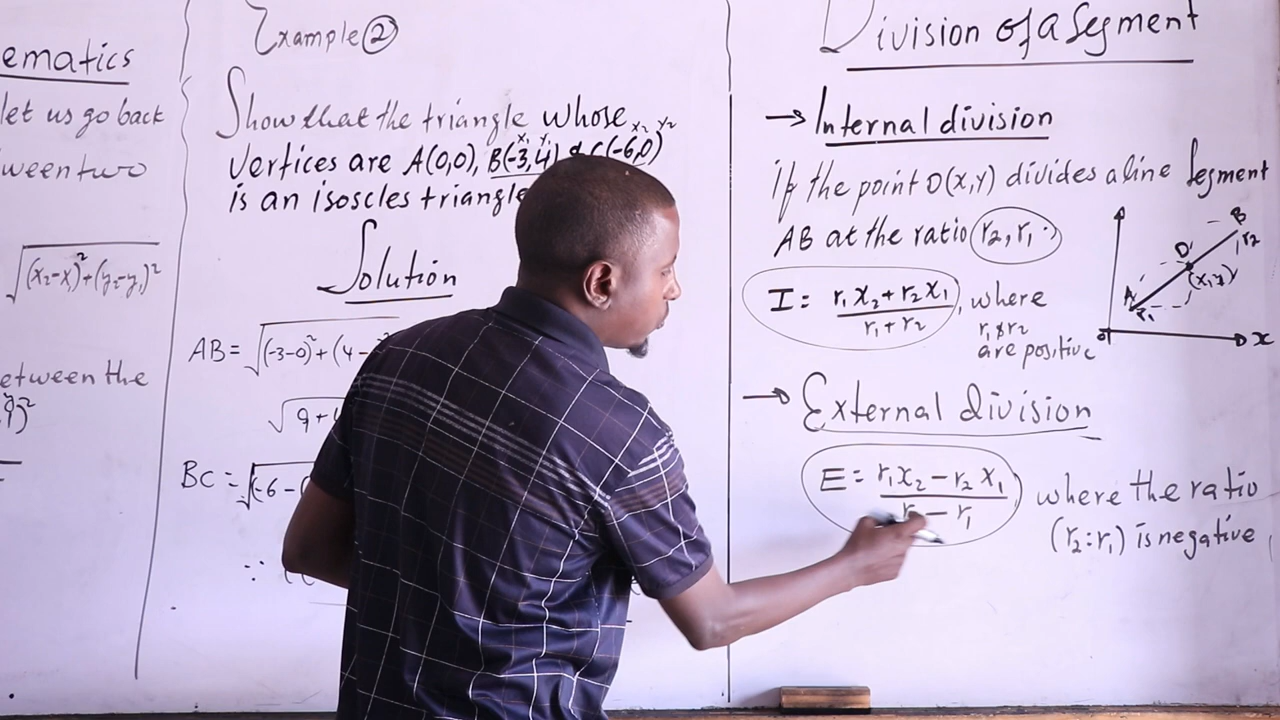 ematics
let us go back
ween two
√(x₂-x₁)²+(y₂-y₁)²
etween the
Example ②
Show that the triangle whose
x₁ y₁ x₂ y₂
Vertices are A(0,0), B(-3,4) & C(-6,0)
is an isoscles triangle
Solution
AB = √(-3-0)²+(4-
√9+
BC = √(-6-
∵
Division of a Segment
→ Internal division
If the point D(x,y) divides a line Segment
AB at the ratio (r₂,r₁.)
I = r₁x₂+r₂x₁ / r₁+r₂, where
r₁ & r₂
are positive
B
r₂
D'
(x,y)
A
r₁
o
x
→ External division
E = r₁x₂-r₂x₁ / r - r₁ where the ratio
(r₂:r₁) is negative